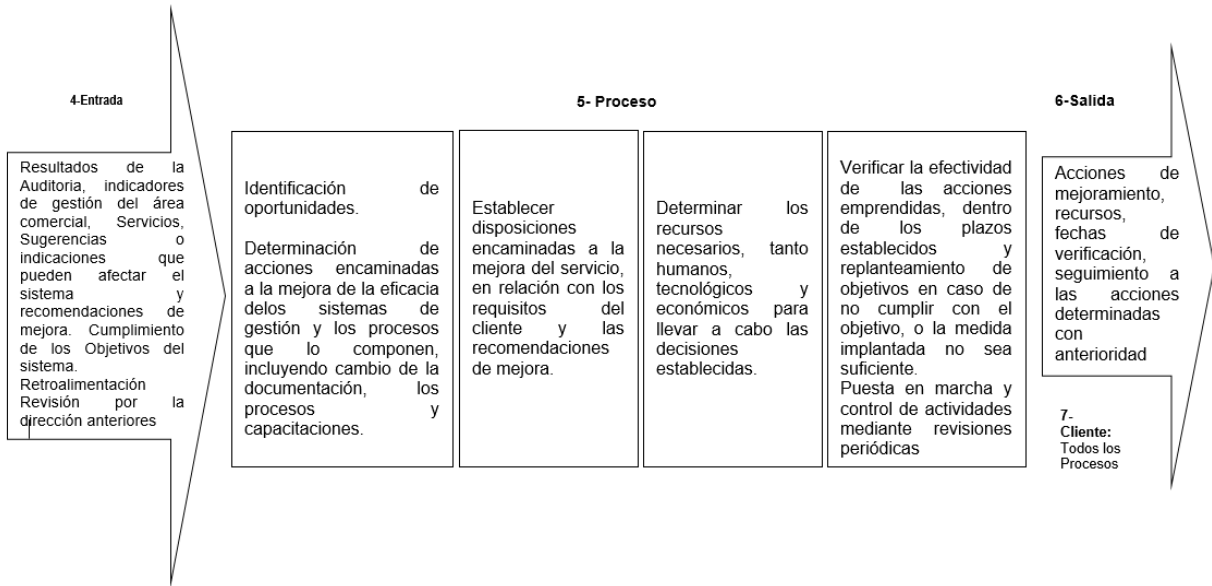 4-Entrada
Resultados de la
Auditoria, indicadores
de gestión del área
comercial, Servicios,
Sugerencias o
indicaciones que
pueden afectar el
sistema y
recomendaciones de
mejora. Cumplimiento
de los Objetivos del
sistema.
Retroalimentación
Revisión por la
dirección anteriores
5- Proceso
Identificación de
oportunidades.
Determinación de
acciones encaminadas
a la mejora de la eficacia
delos sistemas de
gestión y los procesos
que lo componen,
incluyendo cambio de la
documentación, los
procesos y
capacitaciones.
Establecer
disposiciones
encaminadas a la
mejora del servicio,
en relación con los
requisitos del
cliente y las
recomendaciones
de mejora.
Determinar los
recursos
necesarios, tanto
humanos,
tecnológicos y
económicos para
llevar a cabo las
decisiones
establecidas.
Verificar la efectividad
de las acciones
emprendidas, dentro
de los plazos
establecidos y
replanteamiento de
objetivos en caso de
no cumplir con el
objetivo, o la medida
implantada no sea
suficiente.
Puesta en marcha y
control de actividades
mediante revisiones
periódicas
6-Salida
Acciones de
mejoramiento,
recursos,
fechas de
verificación,
seguimiento a
las acciones
determinadas
con
anterioridad
7-
Cliente:
Todos los
Procesos